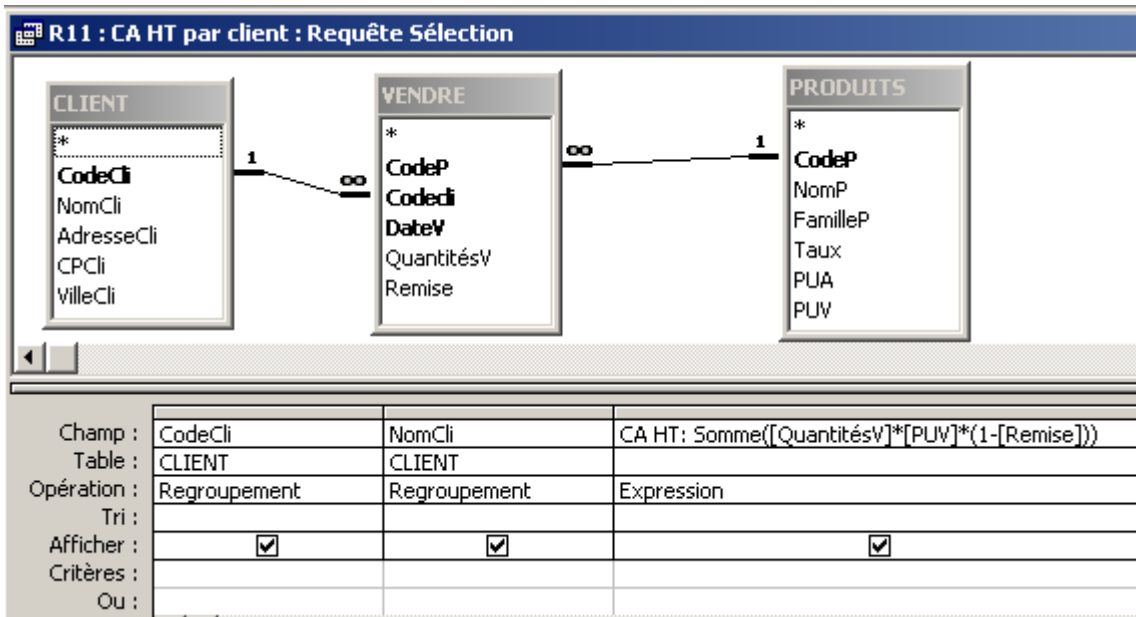 R11 : CA HT par client : Requête Sélection
CLIENT
*
CodeCli
NomCli
AdresseCli
CPCli
VilleCli
1
∞
VENDRE
*
CodeP
Codecli
DateV
QuantitésV
Remise
∞
1
PRODUITS
*
CodeP
NomP
FamilleP
Taux
PUA
PUV
Champ : CodeCli NomCli CA HT: Somme([QuantitésV]*[PUV]*(1-[Remise]))
Table : CLIENT CLIENT
Opération : Regroupement Regroupement Expression
Tri :
Afficher :
Critères :
Ou :